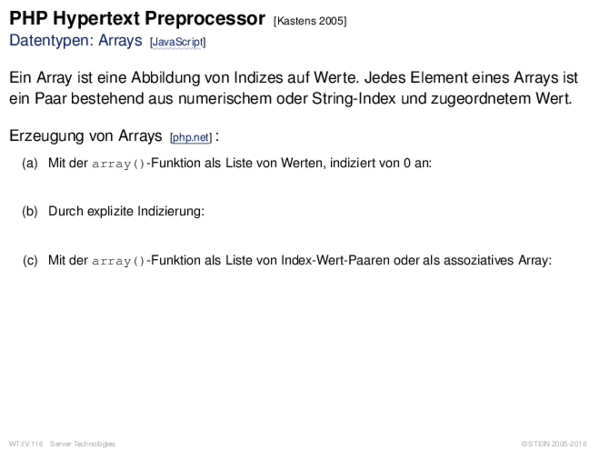 PHP Hypertext Preprocessor [Kastens 2005]
Datentypen: Arrays [JavaScript]
Ein Array ist eine Abbildung von Indizes auf Werte. Jedes Element eines Arrays ist
ein Paar bestehend aus numerischem oder String-Index und zugeordnetem Wert.
Erzeugung von Arrays [php.net] :
(a) Mit der array()-Funktion als Liste von Werten, indiziert von 0 an:
(b) Durch explizite Indizierung:
(c) Mit der array()-Funktion als Liste von Index-Wert-Paaren oder als assoziatives Array:
WT:IV-116 Server Technologies © STEIN 2005-2018